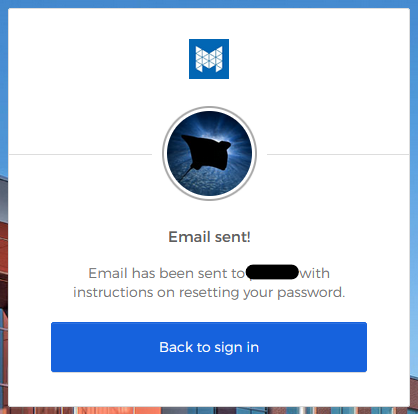 Email sent!
Email has been sent to with
instructions on resetting your password.
Back to sign in